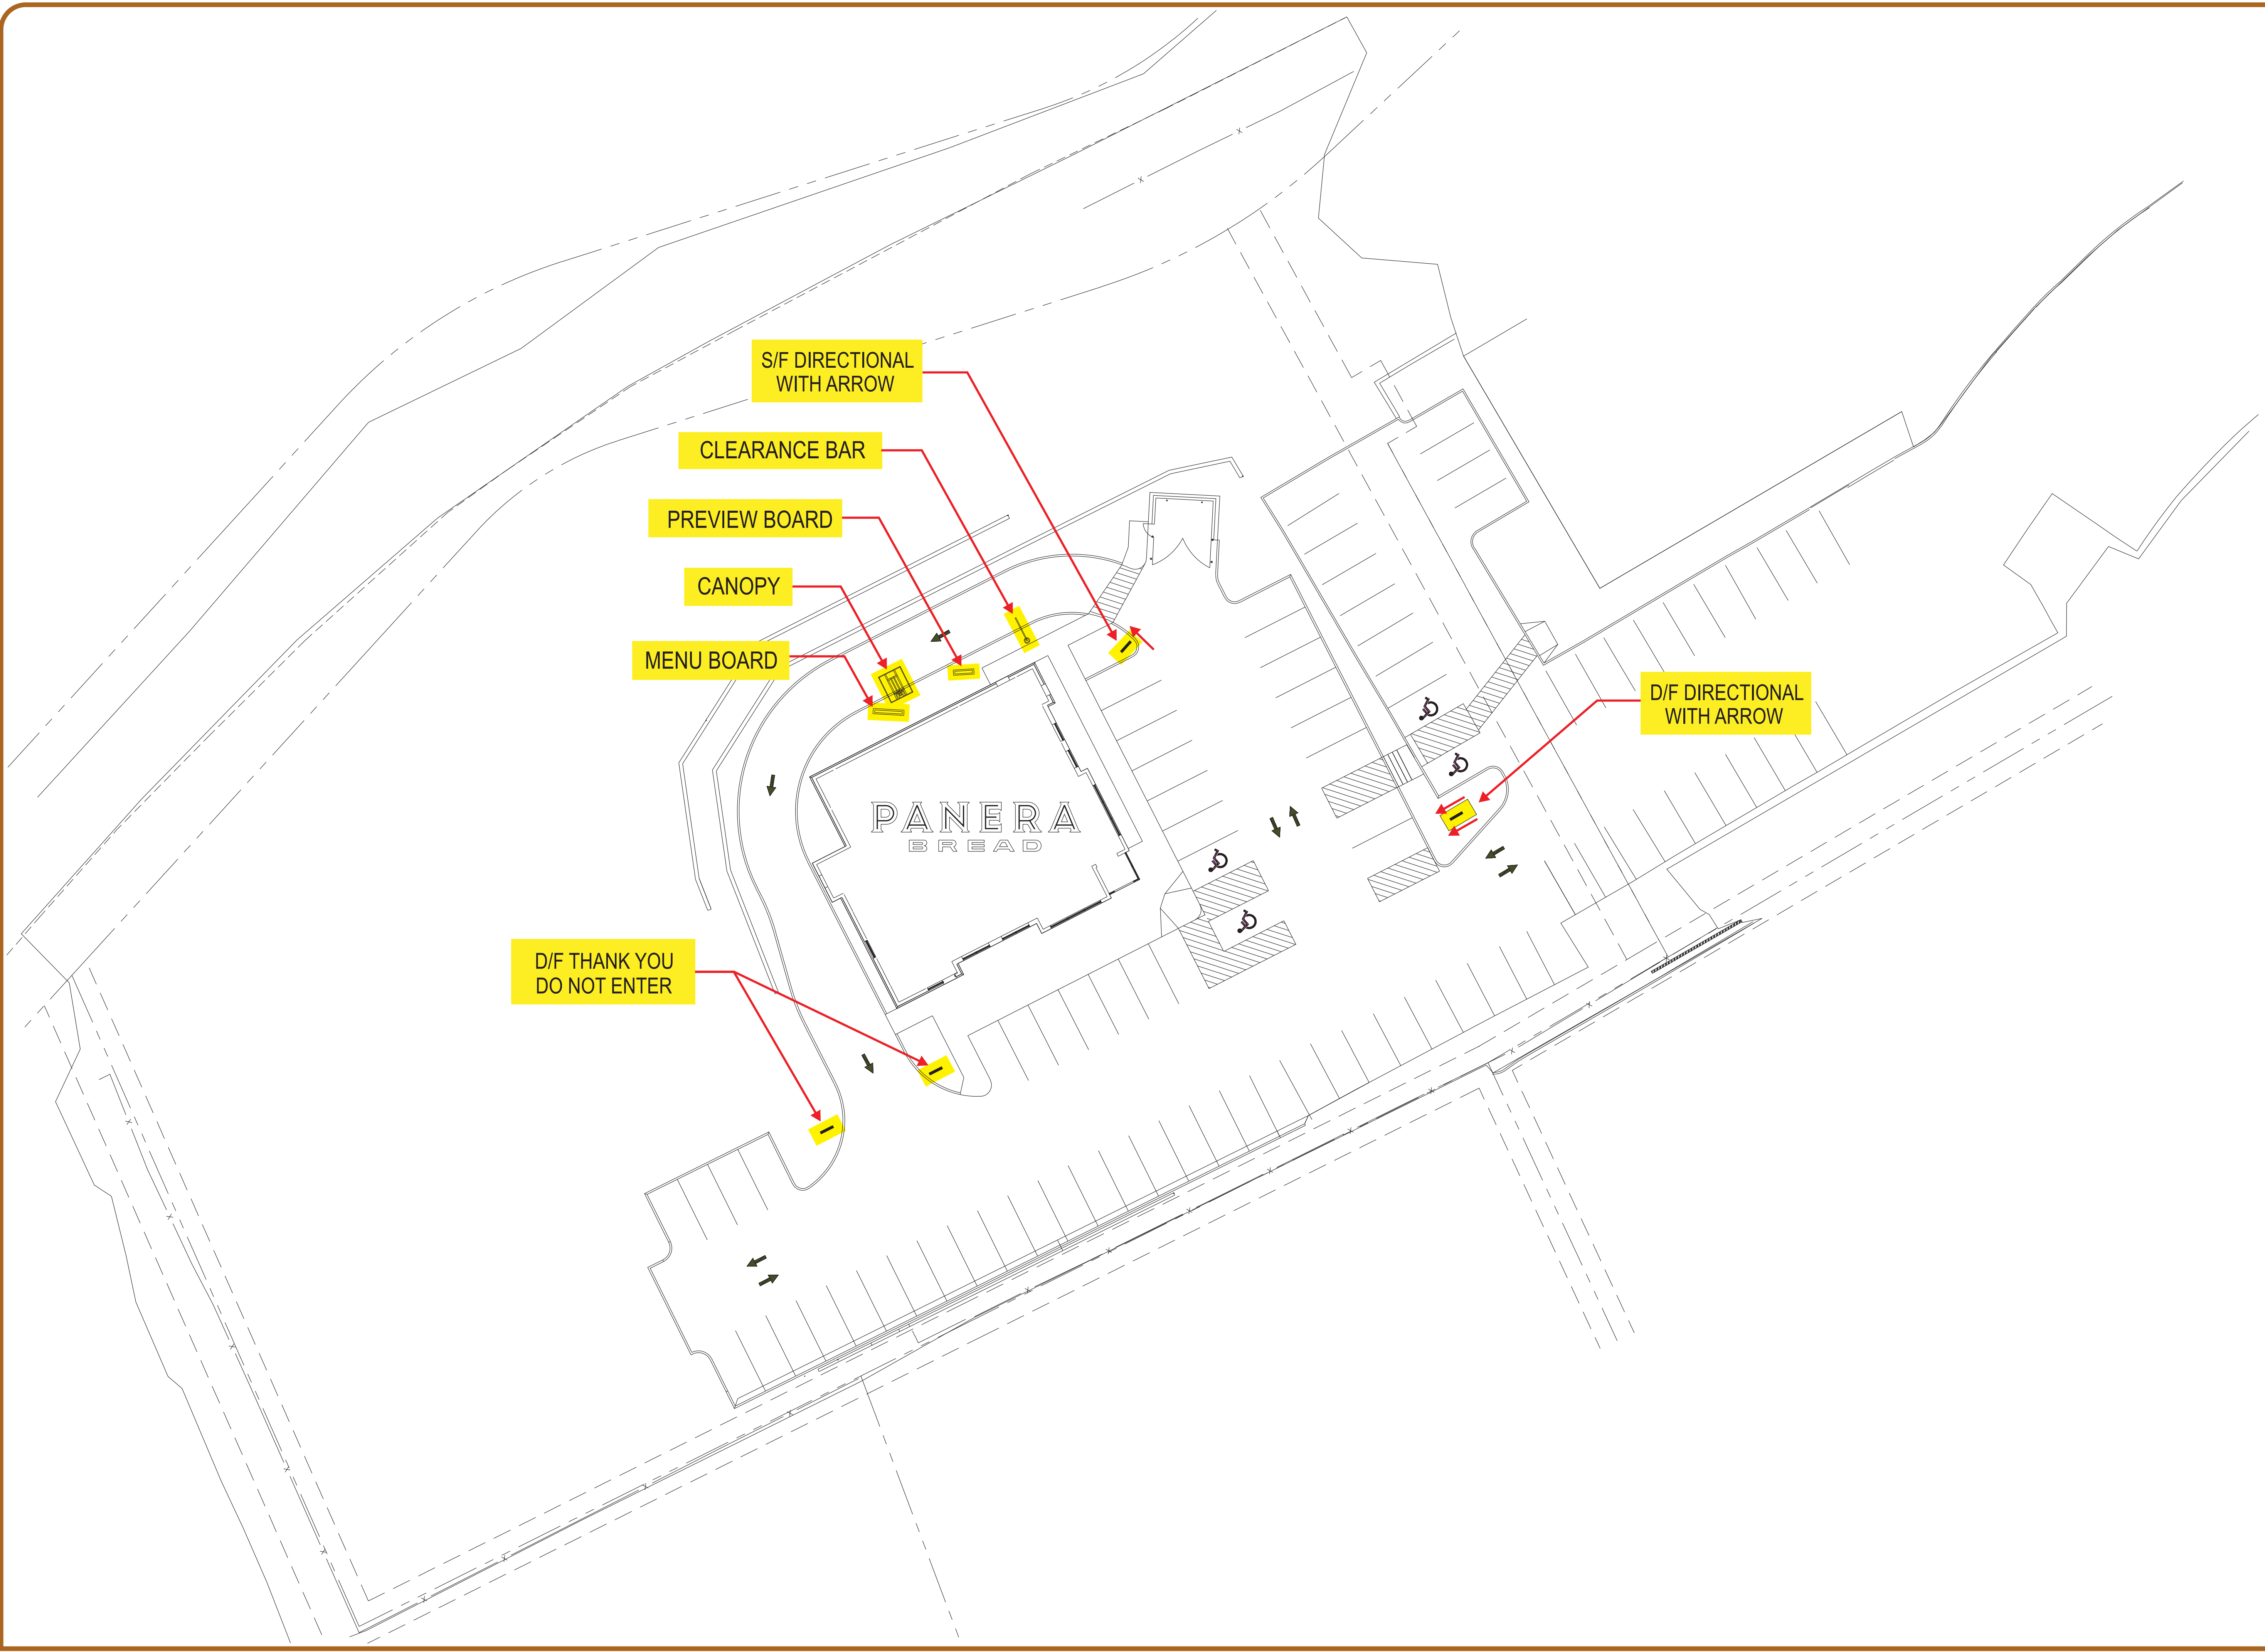 S/F DIRECTIONAL
WITH ARROW
CLEARANCE BAR
PREVIEW BOARD
CANOPY
MENU BOARD
D/F DIRECTIONAL
WITH ARROW
PANERA
BREAD
D/F THANK YOU
DO NOT ENTER